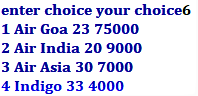 enter choice your choice6
1 Air Goa 23 75000
2 Air India 20 9000
3 Air Asia 30 7000
4 Indigo 33 4000